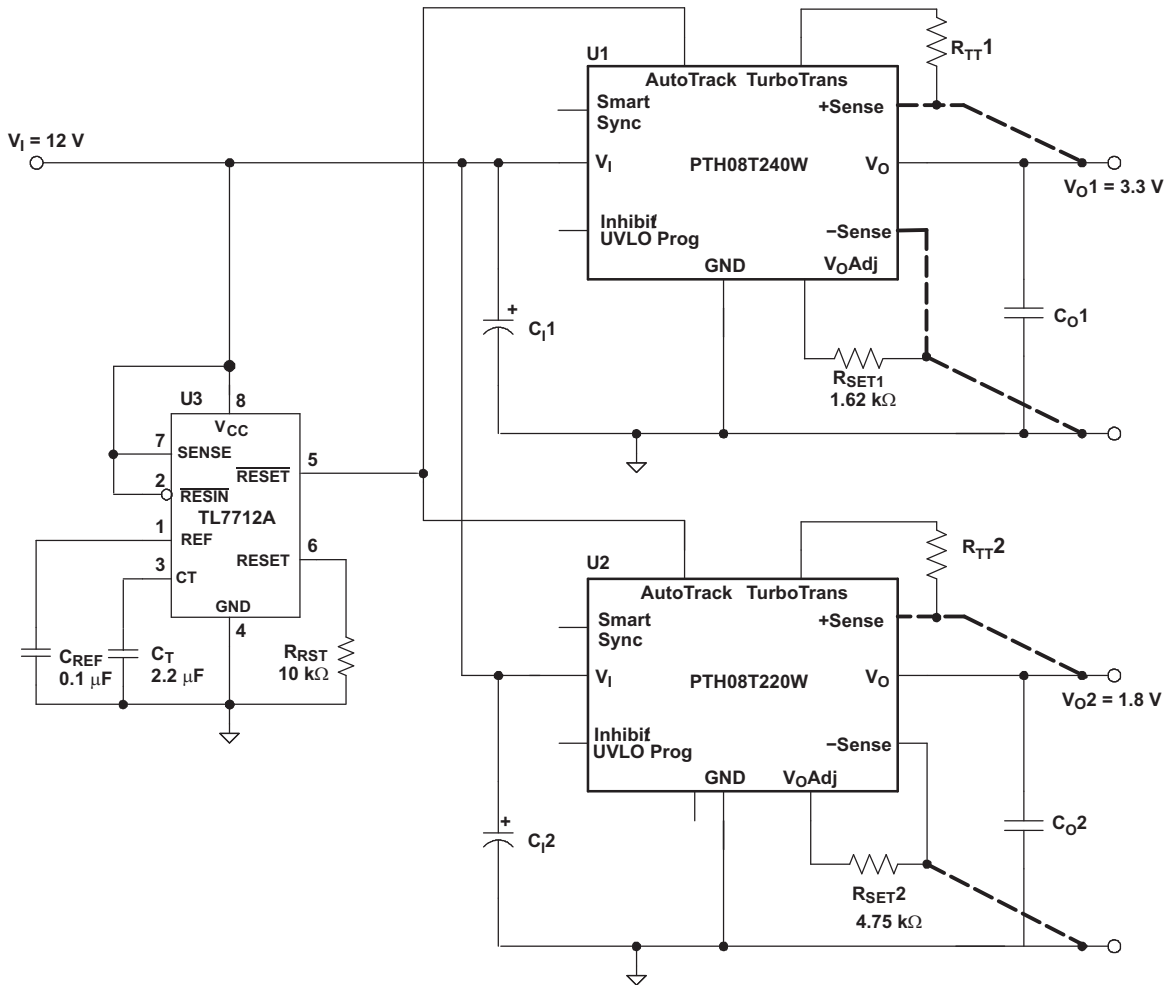 U1
R_TT1
AutoTrack TurboTrans
Smart
Sync
+Sense
V_I = 12 V
V_I
PTH08T240W
V_O
V_O1 = 3.3 V
Inhibit/
UVLO Prog
−Sense
GND
V_OAdj
+
C_I1
C_O1
R_SET1
1.62 kΩ
U3
8
V_CC
7
SENSE
5
RESET
2
RESIN
TL7712A
1
REF
6
RESET
3
CT
GND
4
C_REF
0.1 μF
C_T
2.2 μF
R_RST
10 kΩ
U2
R_TT2
AutoTrack TurboTrans
Smart
Sync
+Sense
V_I
PTH08T220W
V_O
V_O2 = 1.8 V
Inhibit/
UVLO Prog
−Sense
GND
V_OAdj
+
C_I2
C_O2
R_SET2
4.75 kΩ